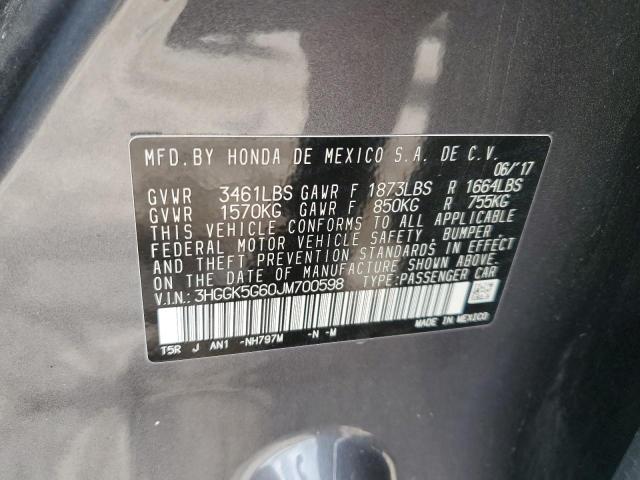 MFD. BY HONDA DE MEXICO S.A. DE C.V.
06/'17
GVWR 3461LBS GAWR F 1873LBS R 1664LBS
GVWR 1570KG GAWR F 850KG R 755KG
THIS VEHICLE CONFORMS TO ALL APPLICABLE
FEDERAL MOTOR VEHICLE SAFETY BUMPER
AND THEFT PREVENTION STANDARDS IN EFFECT
ON THE DATE OF MANUFACTURE SHOWN ABOVE
V.I.N.: 3HGGK5G60JM700598 TYPE:PASSENGER CAR
T5R J AN1 -NH797M -N -M MADE IN MEXICO